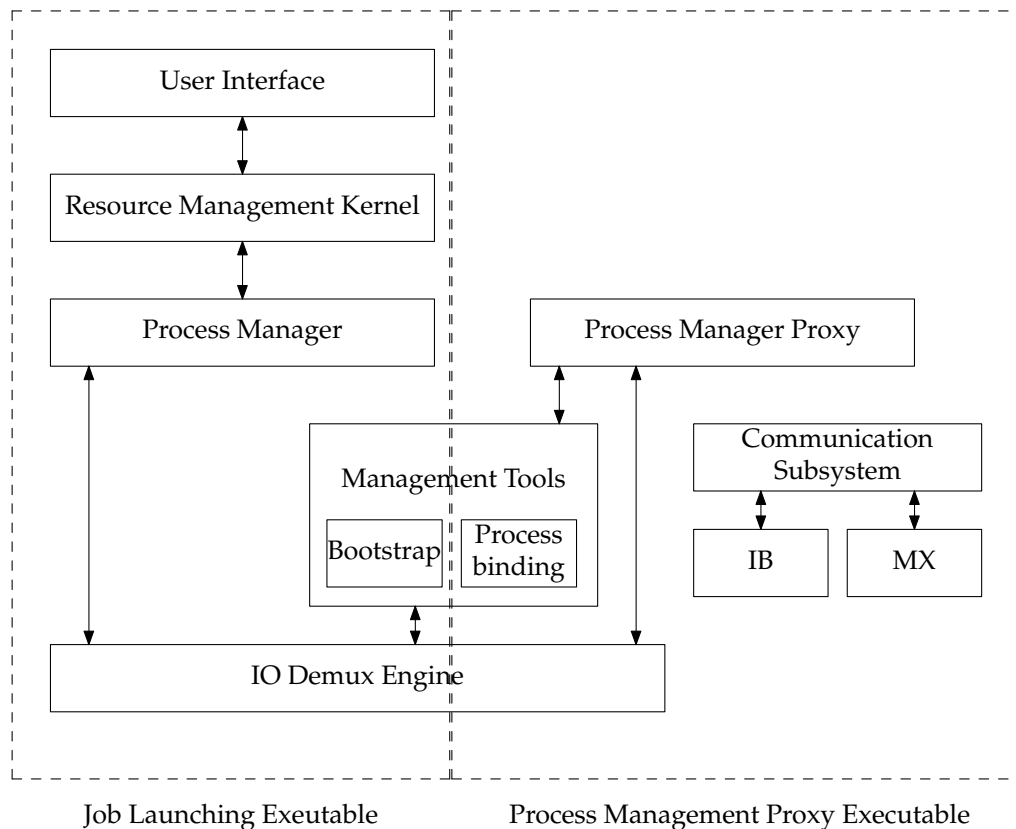 User Interface
Resource Management Kernel
Process Manager
Process Manager Proxy
Management Tools
Bootstrap
Process
binding
Communication
Subsystem
IB
MX
IO Demux Engine
Job Launching Exutable
Process Management Proxy Executable